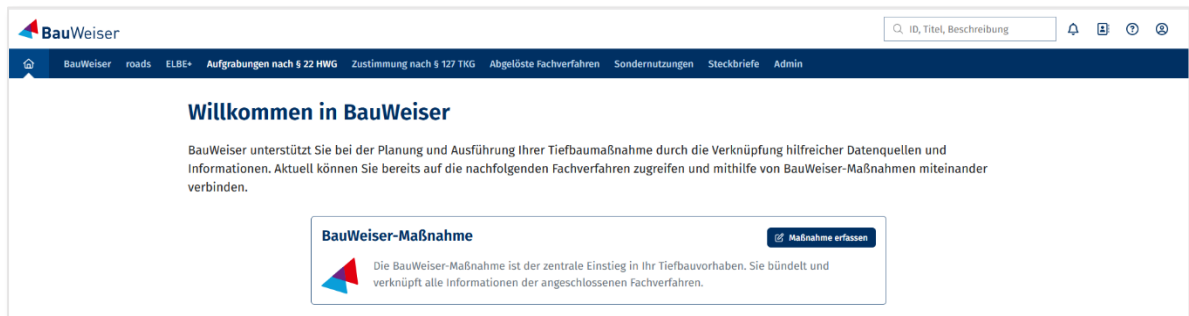 BauWeiser
ID, Titel, Beschreibung
BauWeiser roads ELBE+ Aufgrabungen nach § 22 HWG Zustimmung nach § 127 TKG Abgelöste Fachverfahren Sondernutzungen Steckbriefe Admin
Willkommen in BauWeiser
BauWeiser unterstützt Sie bei der Planung und Ausführung Ihrer Tiefbaumaßnahme durch die Verknüpfung hilfreicher Datenquellen und
Informationen. Aktuell können Sie bereits auf die nachfolgenden Fachverfahren zugreifen und mithilfe von BauWeiser-Maßnahmen miteinander
verbinden.
BauWeiser-Maßnahme
Maßnahme erfassen
Die BauWeiser-Maßnahme ist der zentrale Einstieg in Ihr Tiefbauvorhaben. Sie bündelt und
verknüpft alle Informationen der angeschlossenen Fachverfahren.